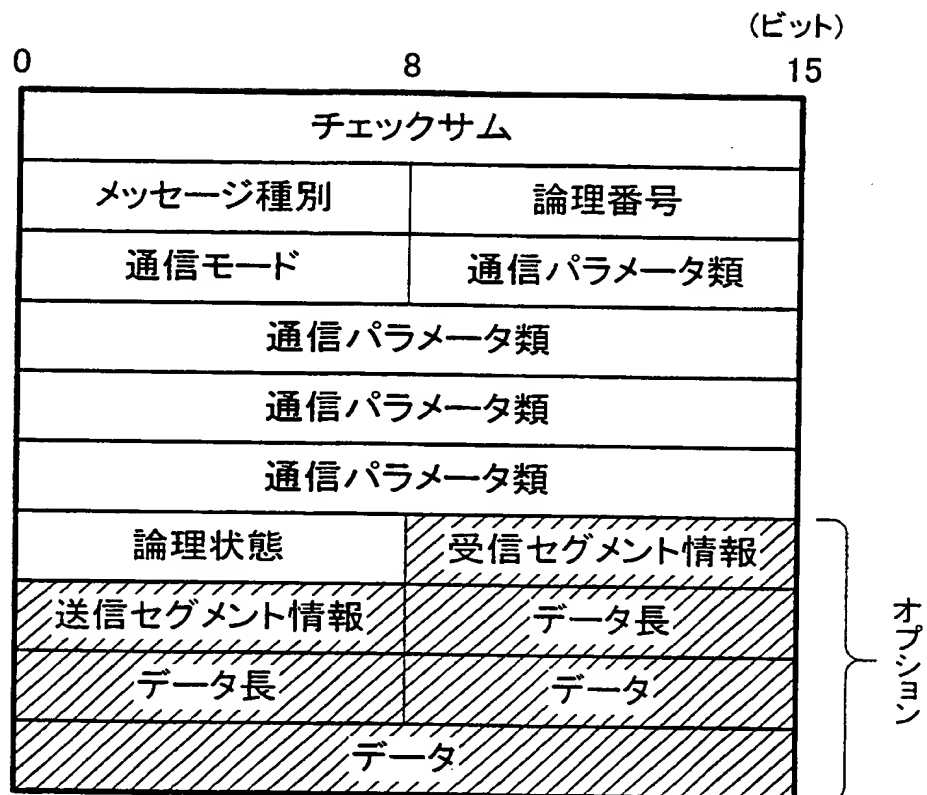 (ビット)
0 8 15
チェックサム
メッセージ種別 論理番号
通信モード 通信パラメータ類
通信パラメータ類
通信パラメータ類
通信パラメータ類
論理状態 受信セグメント情報
送信セグメント情報 データ長
データ長 データ
データ
オプション